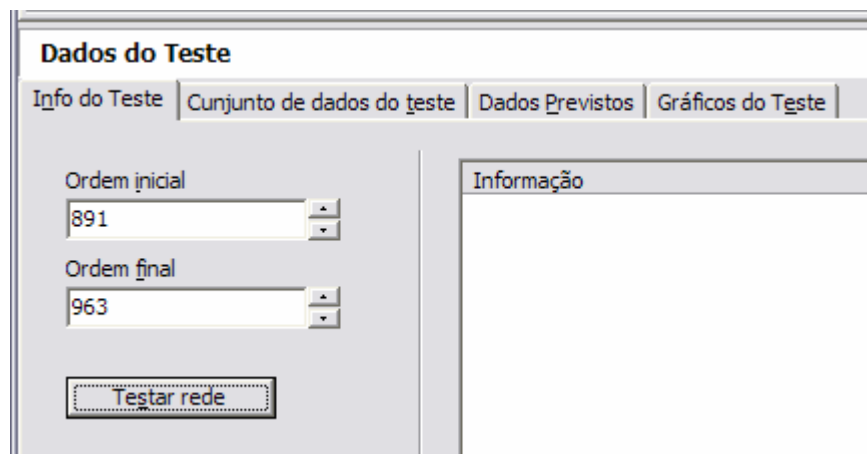 Dados do Teste
Info do Teste Cunjunto de dados do teste Dados Previstos Gráficos do Teste
Ordem inicial
Informação
891
Ordem final
963
Testar rede